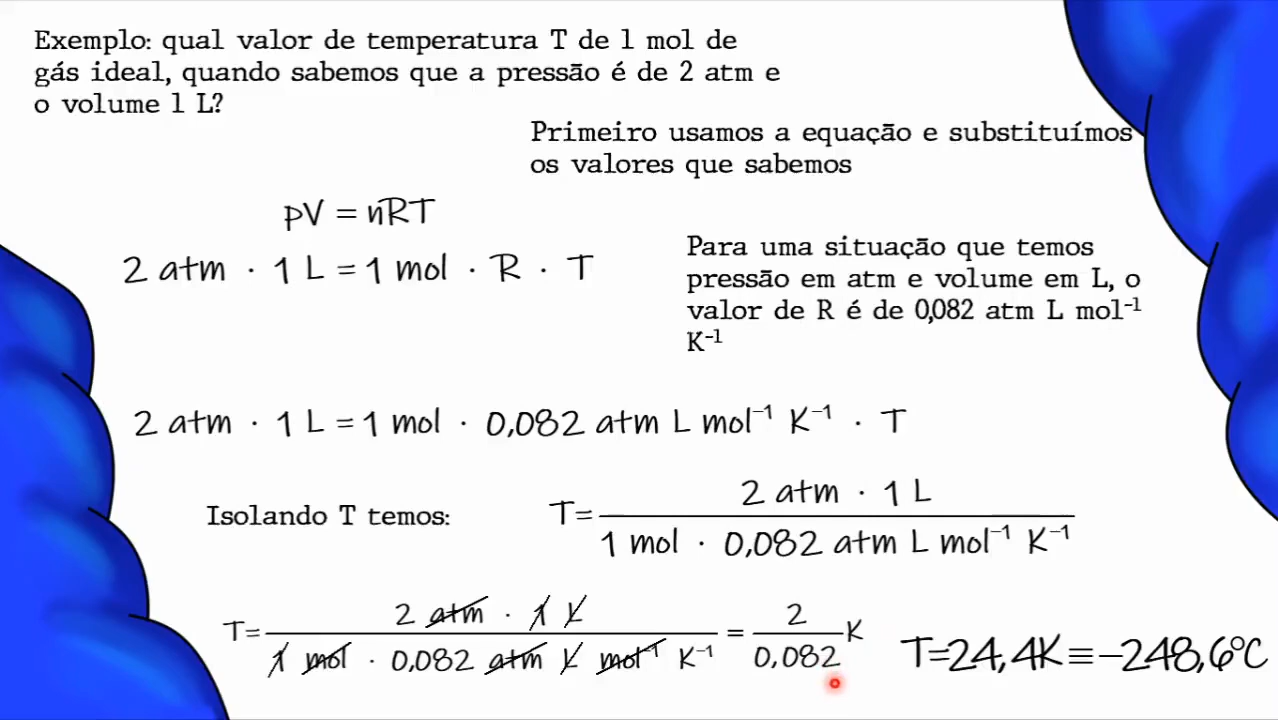 Exemplo: qual valor de temperatura T de 1 mol de
gás ideal, quando sabemos que a pressão é de 2 atm e
o volume 1 L?
Primeiro usamos a equação e substituímos
os valores que sabemos
pV = nRT
2 atm · 1 L = 1 mol · R · T
Para uma situação que temos
pressão em atm e volume em L, o
valor de R é de 0,082 atm L mol⁻¹
K⁻¹
2 atm · 1 L = 1 mol · 0,082 atm L mol⁻¹ K⁻¹ · T
Isolando T temos:
T=
2 atm · 1 L
1 mol · 0,082 atm L mol⁻¹ K⁻¹
T=
2 atm · 1 L
1 mol · 0,082 atm L mol⁻¹ K⁻¹
=
2
0,082
K
T=24,4K≡−248,6°C